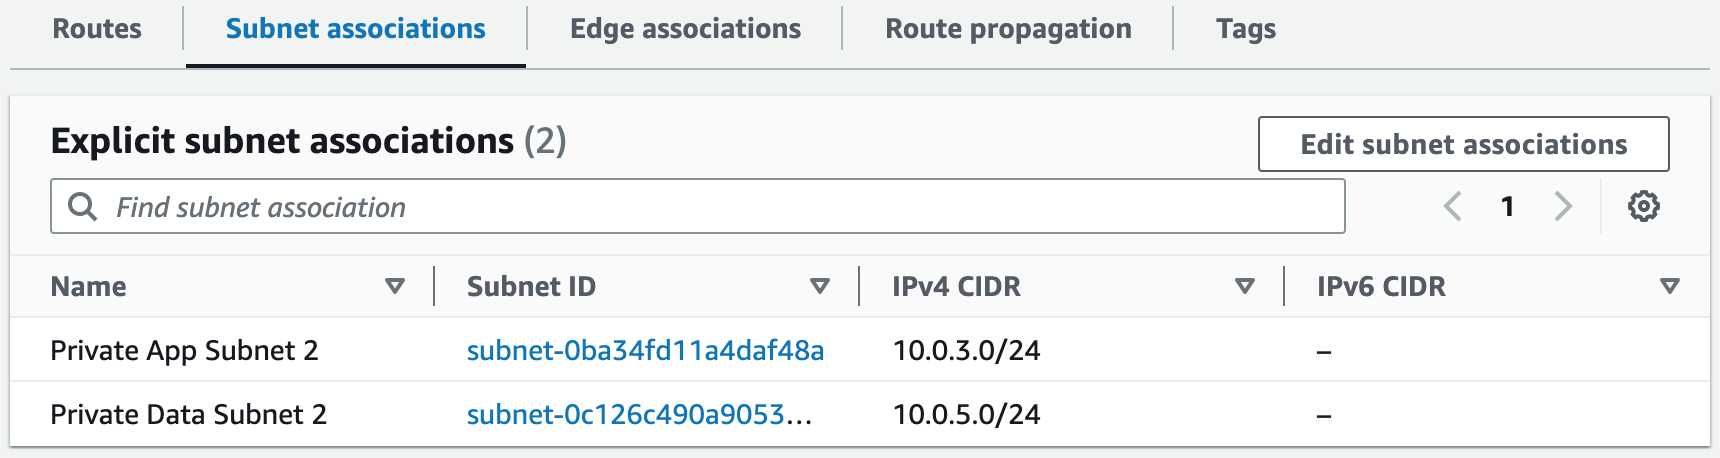 Routes Subnet associations Edge associations Route propagation Tags
Explicit subnet associations (2) Edit subnet associations
Find subnet association 1
Name Subnet ID IPv4 CIDR IPv6 CIDR
Private App Subnet 2 subnet-0ba34fd11a4daf48a 10.0.3.0/24 –
Private Data Subnet 2 subnet-0c126c490a9053... 10.0.5.0/24 –